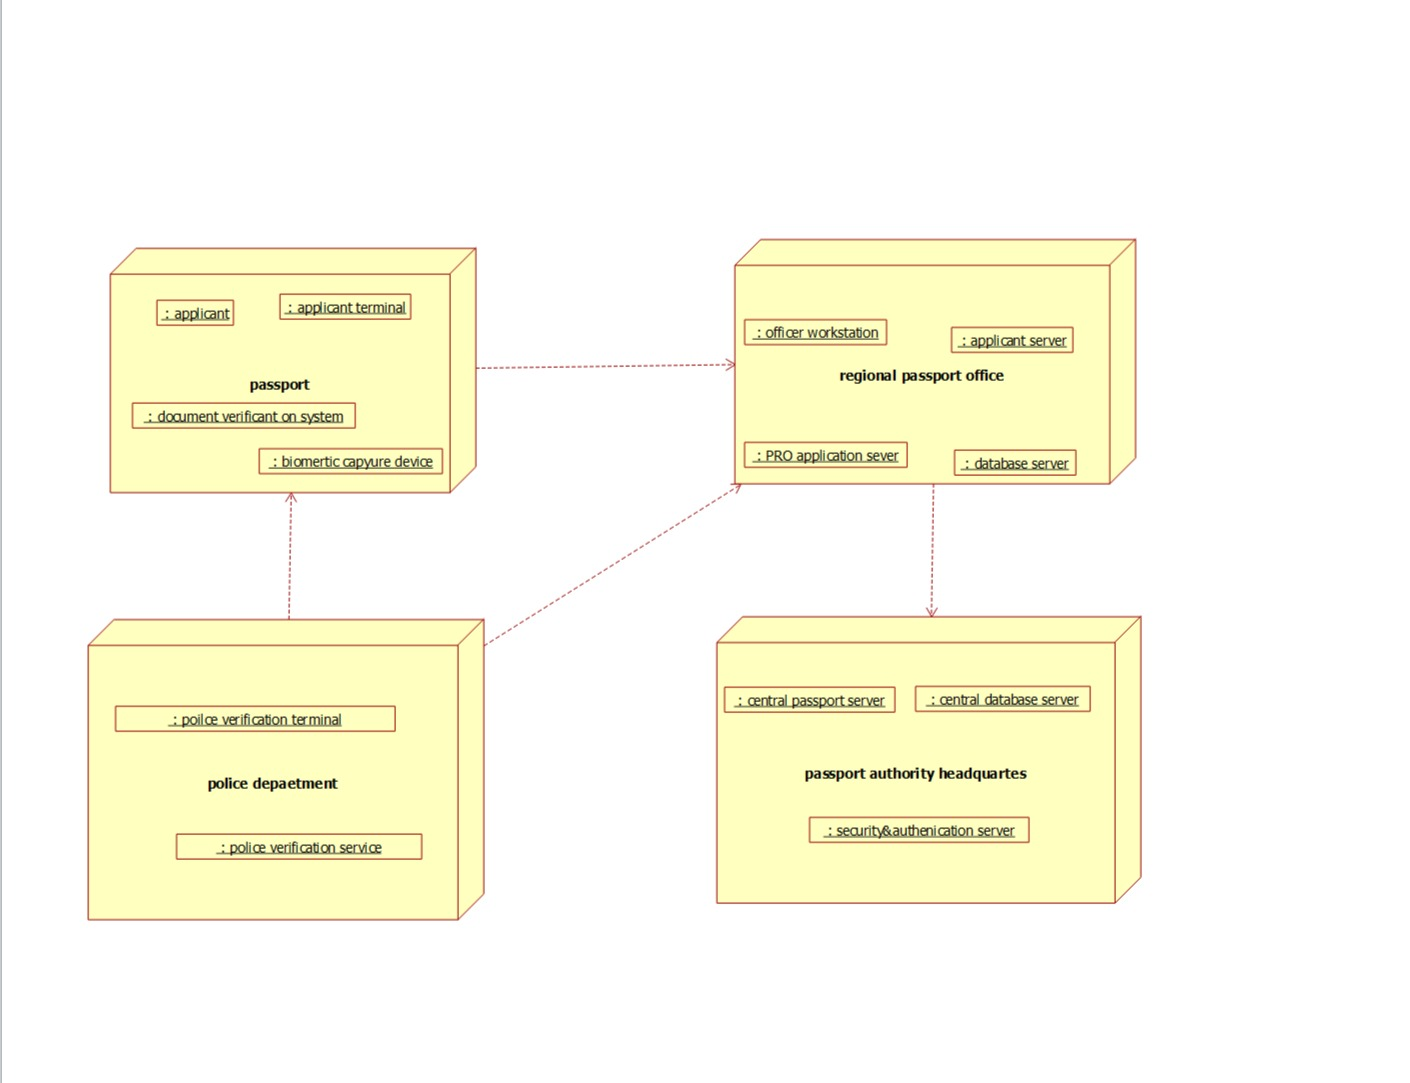 : applicant
: applicant terminal
passport
: document verificant on system
: biomertic capyure device
: officer workstation
: applicant server
regional passport office
: PRO application sever
: database server
: poilce verification terminal
police depaetment
: police verification service
: central passport server
: central database server
passport authority headquartes
: security&authenication server